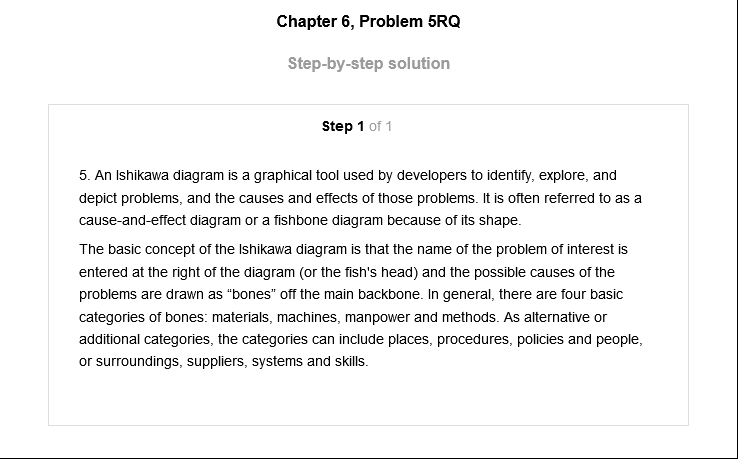 Chapter 6, Problem 5RQ
Step-by-step solution
Step 1 of 1
5. An Ishikawa diagram is a graphical tool used by developers to identify, explore, and
depict problems, and the causes and effects of those problems. It is often referred to as a
cause-and-effect diagram or a fishbone diagram because of its shape.
The basic concept of the Ishikawa diagram is that the name of the problem of interest is
entered at the right of the diagram (or the fish's head) and the possible causes of the
problems are drawn as “bones” off the main backbone. In general, there are four basic
categories of bones: materials, machines, manpower and methods. As alternative or
additional categories, the categories can include places, procedures, policies and people,
or surroundings, suppliers, systems and skills.